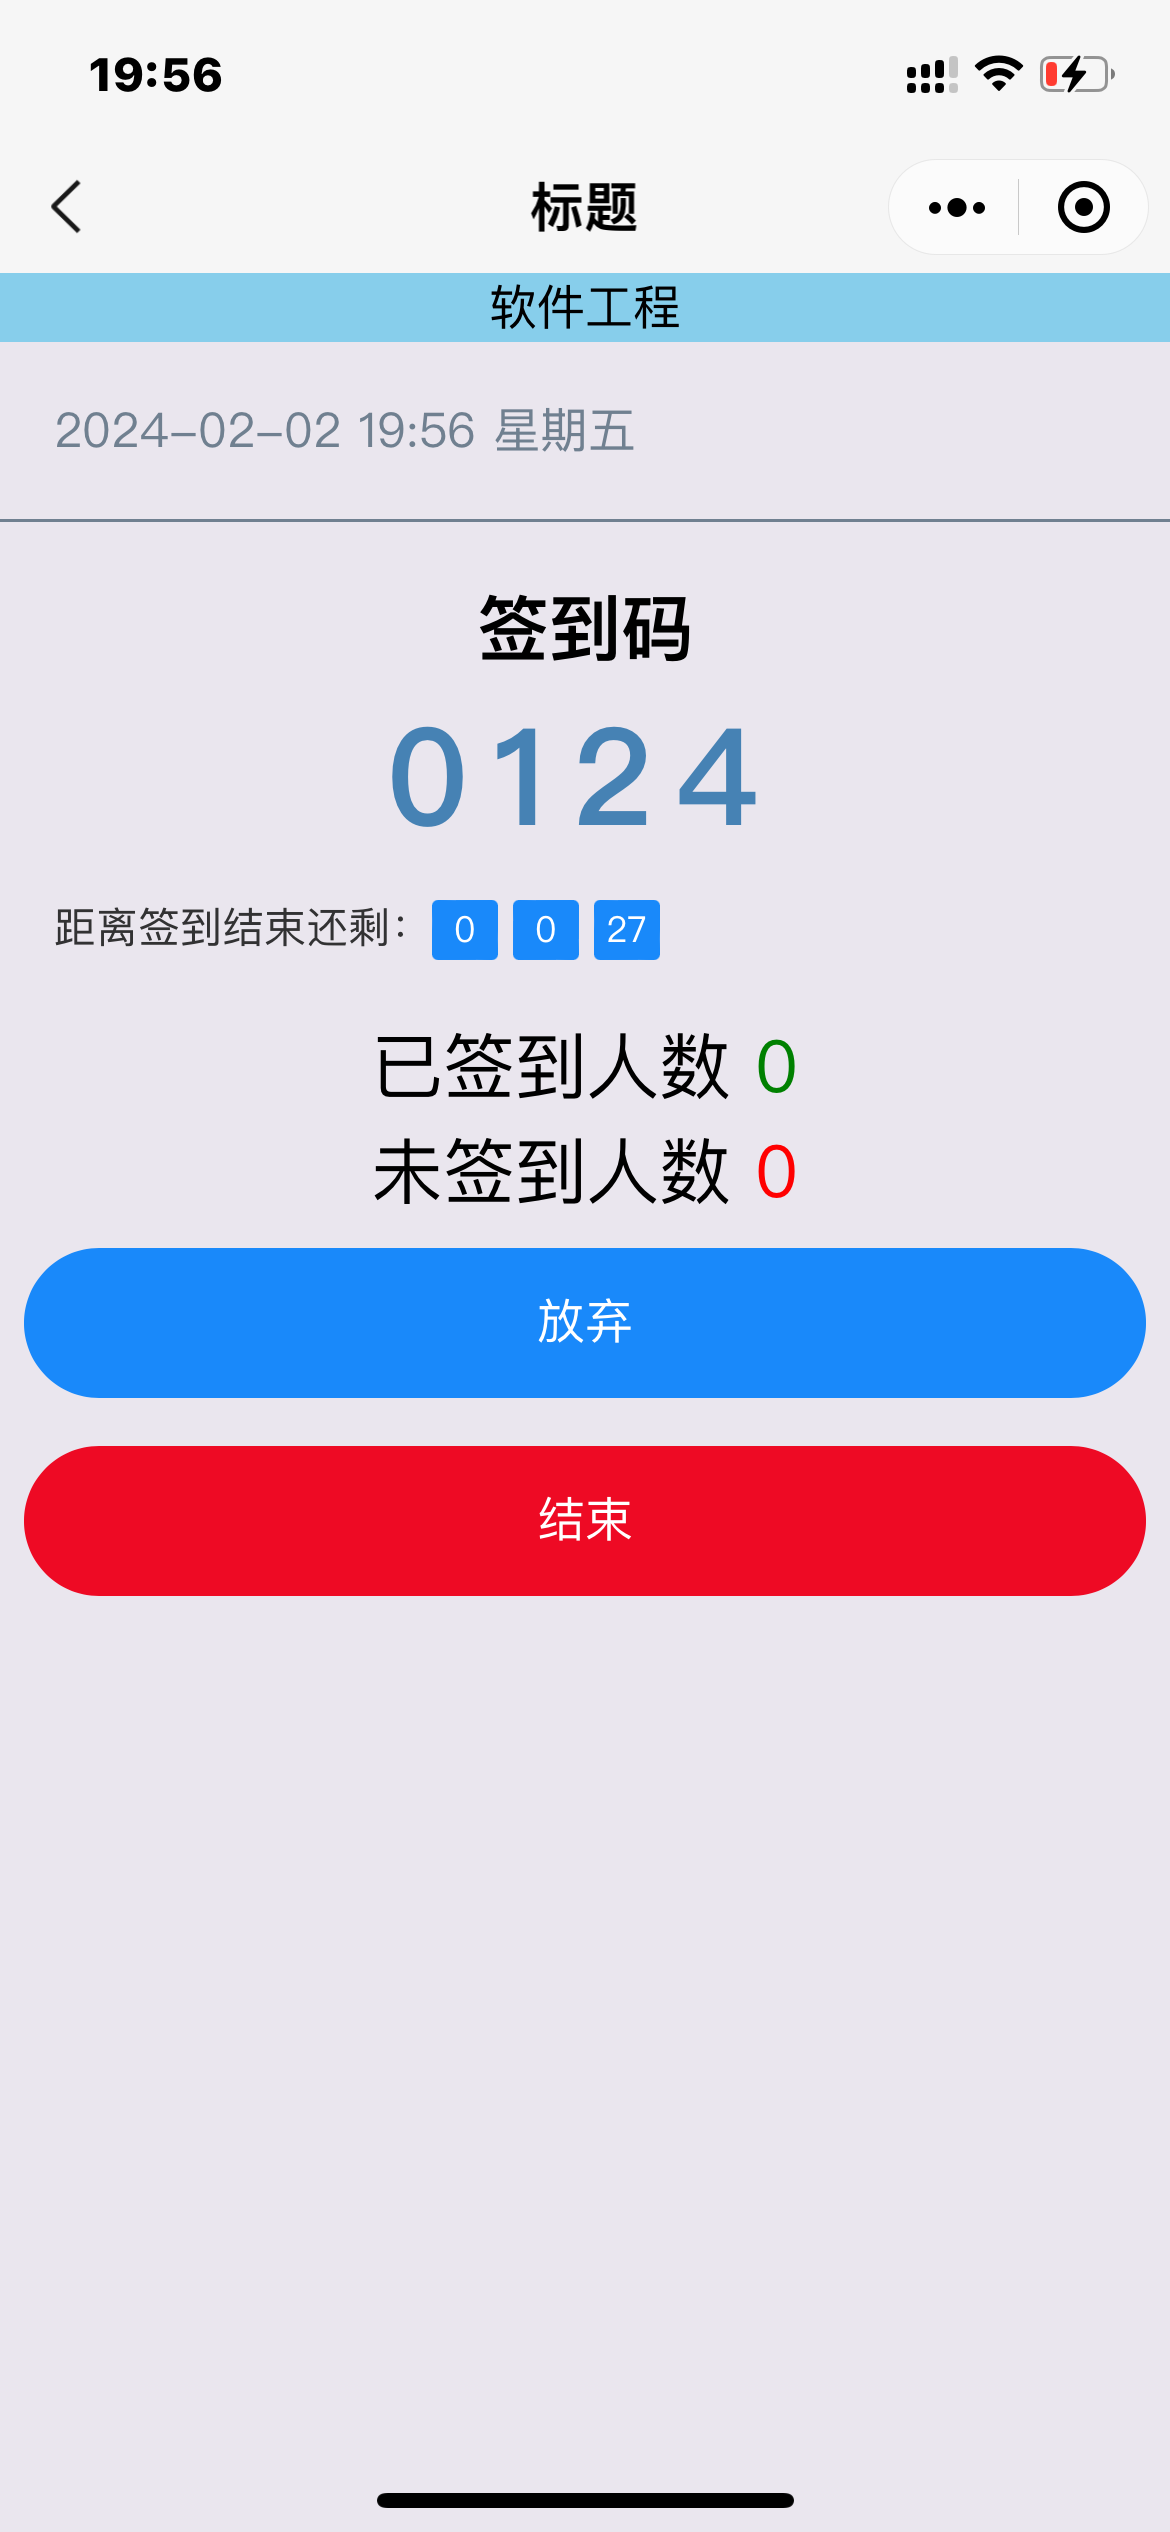 19:56
标题
软件工程
2024-02-02 19:56 星期五
签到码
0124
距离签到结束还剩： 0 0 27
已签到人数 0
未签到人数 0
放弃
结束